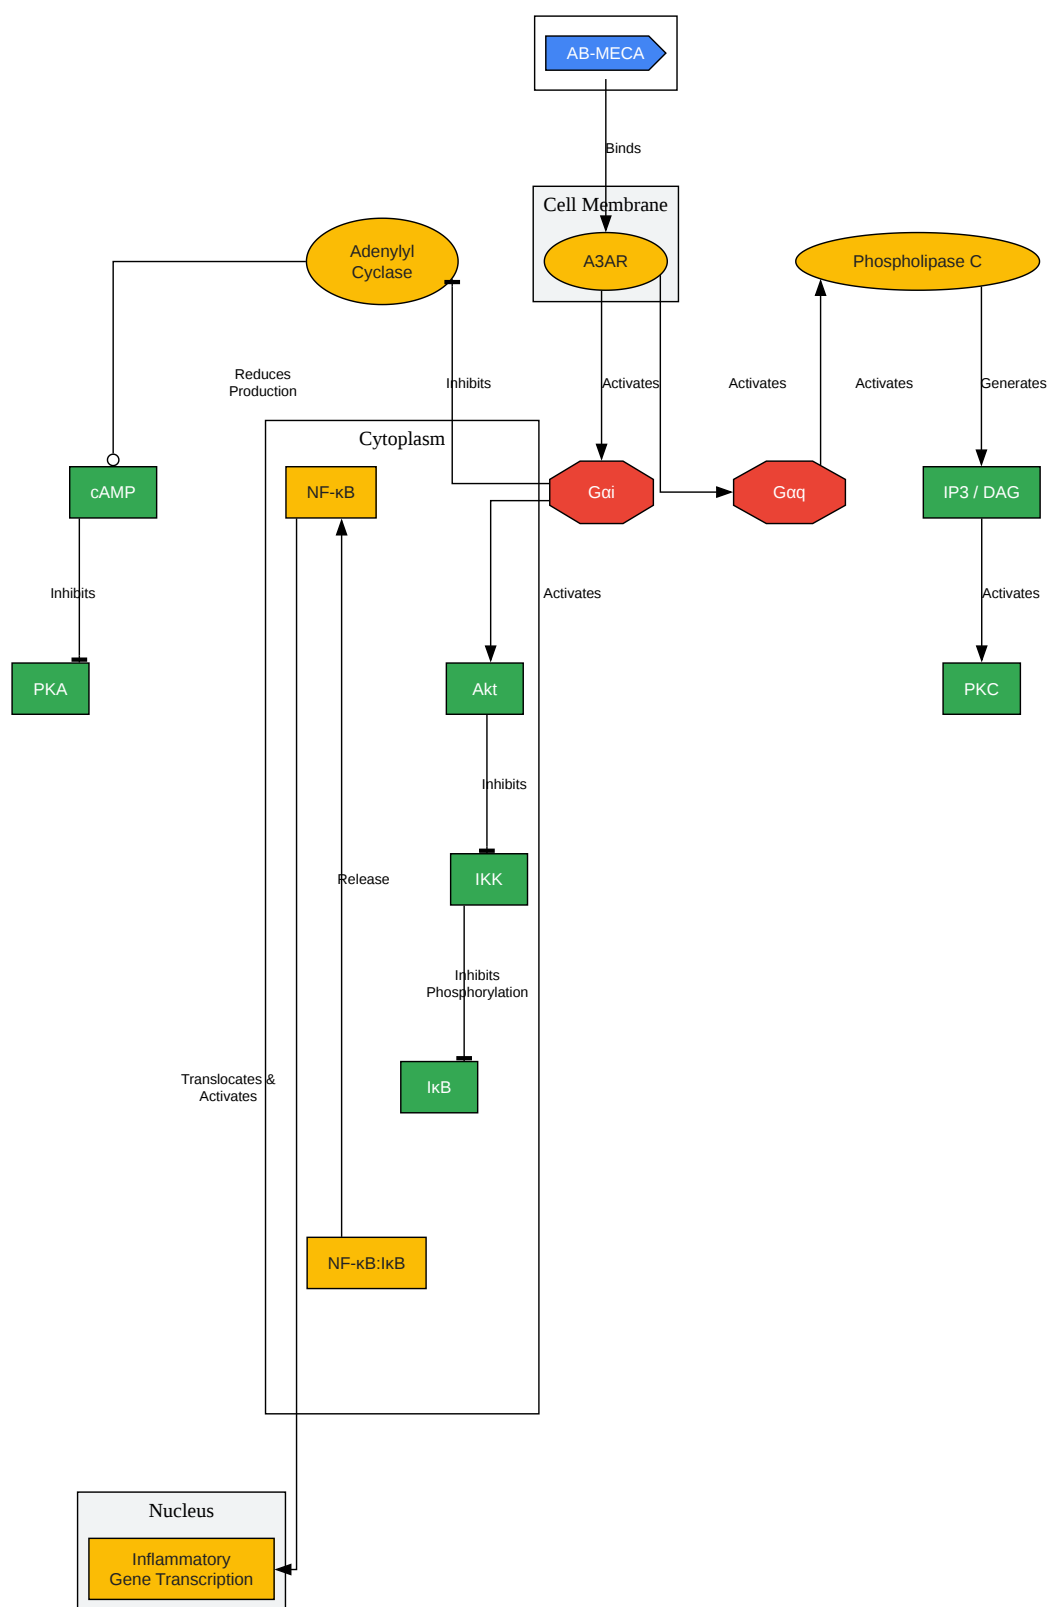 AB-MECA
Binds
Cell Membrane
Adenylyl
Cyclase
A3AR
Phospholipase C
Reduces
Production
Inhibits
Activates
Activates
Activates
Generates
Cytoplasm
cAMP
NF-κB
Gαi
Gαq
IP3 / DAG
Inhibits
Activates
Activates
PKA
Akt
PKC
Inhibits
Release
IKK
Inhibits
Phosphorylation
Translocates &
Activates
IκB
NF-κB:IκB
Nucleus
Inflammatory
Gene Transcription